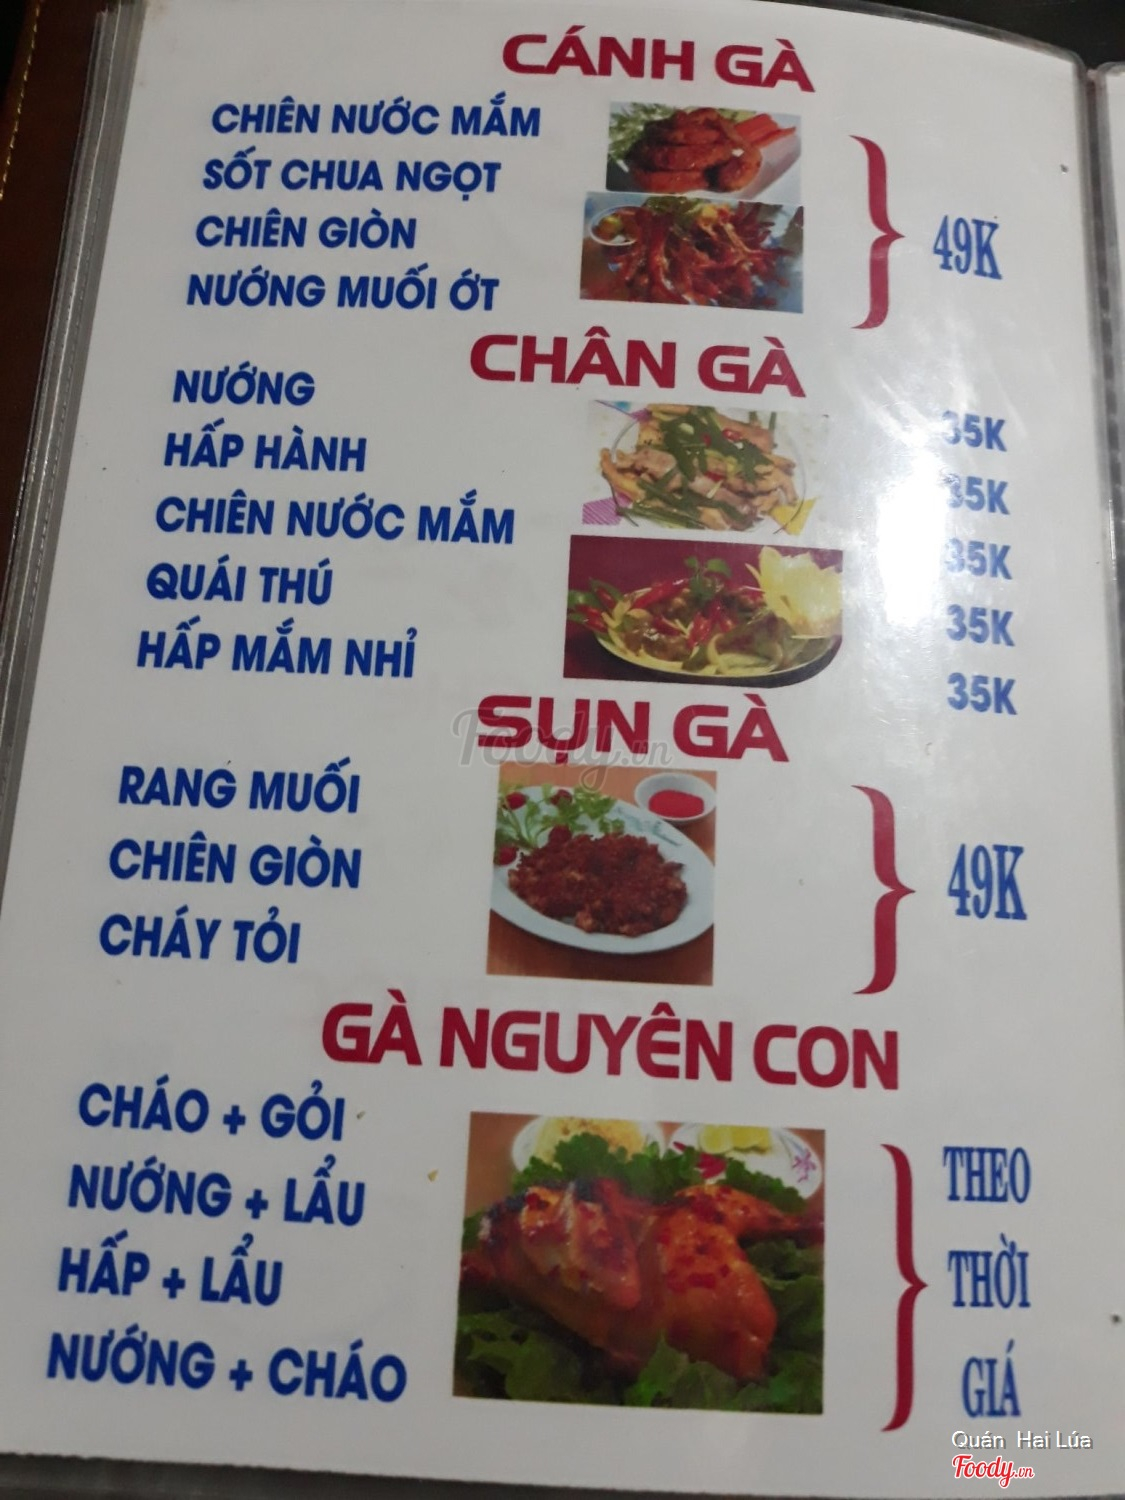 CÁNH GÀ
CHIÊN NƯỚC MẮM
SỐT CHUA NGỌT
CHIÊN GIÒN
NƯỚNG MUỐI ỚT
49K
CHÂN GÀ
NƯỚNG 35K
HẤP HÀNH 35K
CHIÊN NƯỚC MẮM 35K
QUÁI THÚ 35K
HẤP MẮM NHỈ 35K
SỤN GÀ
Foody.vn
RANG MUỐI
CHIÊN GIÒN
CHÁY TỎI
49K
GÀ NGUYÊN CON
CHÁO + GỎI
NƯỚNG + LẨU
HẤP + LẨU
NƯỚNG + CHÁO
THEO
THỜI
GIÁ
Quán Hai Lúa
Foody.vn